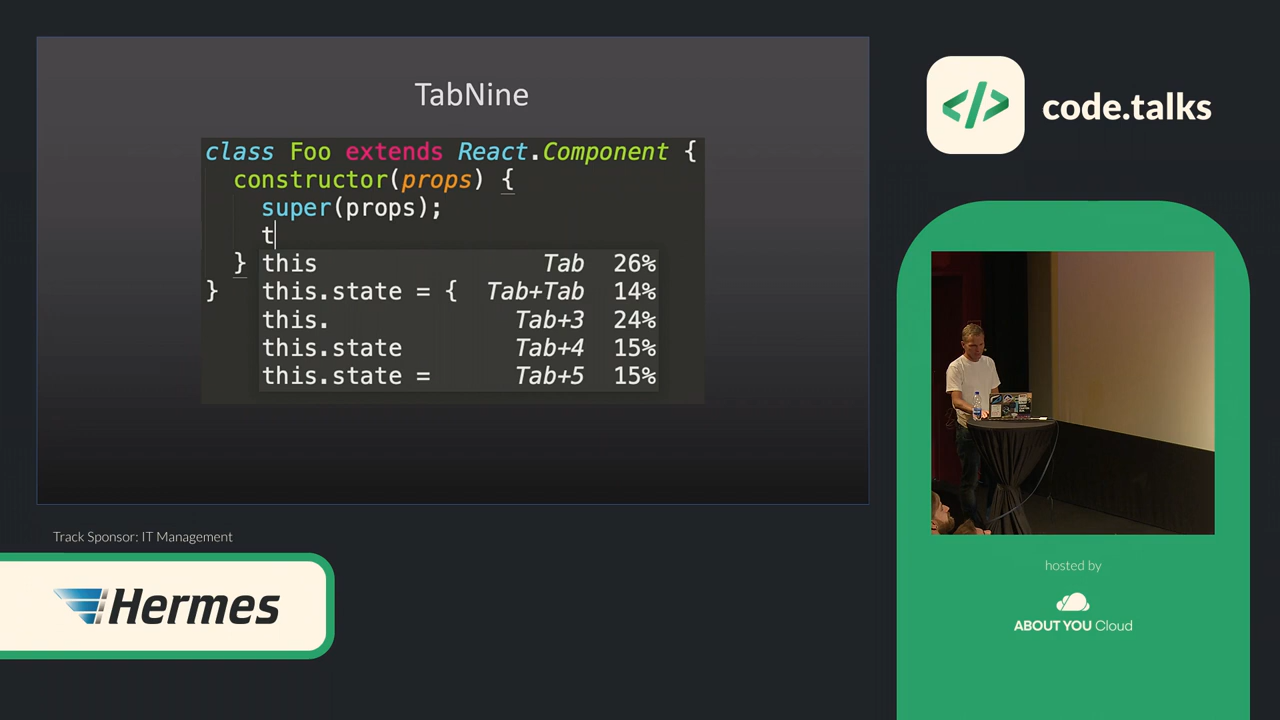 TabNine
class Foo extends React.Component {
constructor(props) {
super(props);
t
} this Tab 26%
} this.state = { Tab+Tab 14%
this. Tab+3 24%
this.state Tab+4 15%
this.state = Tab+5 15%
Track Sponsor: IT Management
Hermes
</> code.talks
hosted by
ABOUT YOU Cloud